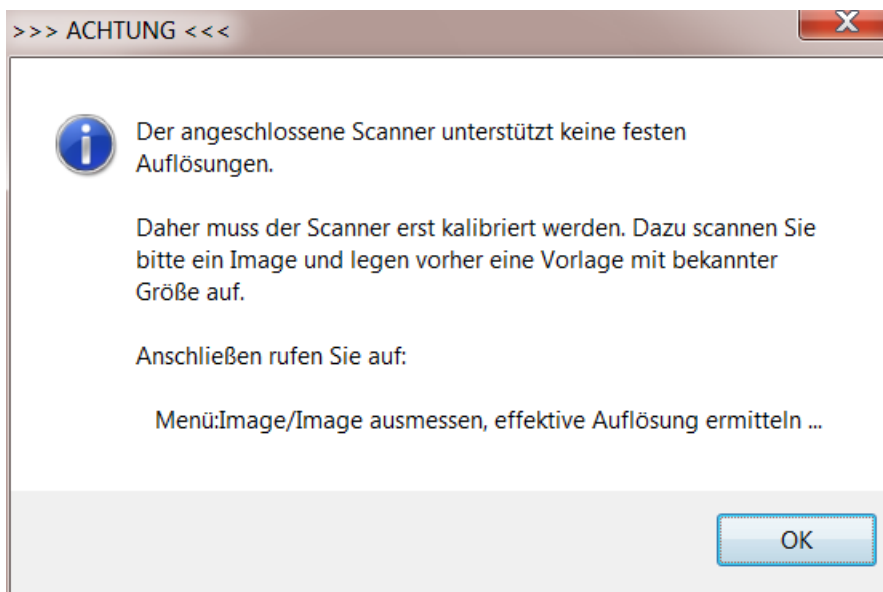 >>> ACHTUNG <<<
Der angeschlossene Scanner unterstützt keine festen
Auflösungen.
Daher muss der Scanner erst kalibriert werden. Dazu scannen Sie
bitte ein Image und legen vorher eine Vorlage mit bekannter
Größe auf.
Anschließen rufen Sie auf:
Menü:Image/Image ausmessen, effektive Auflösung ermitteln ...
OK